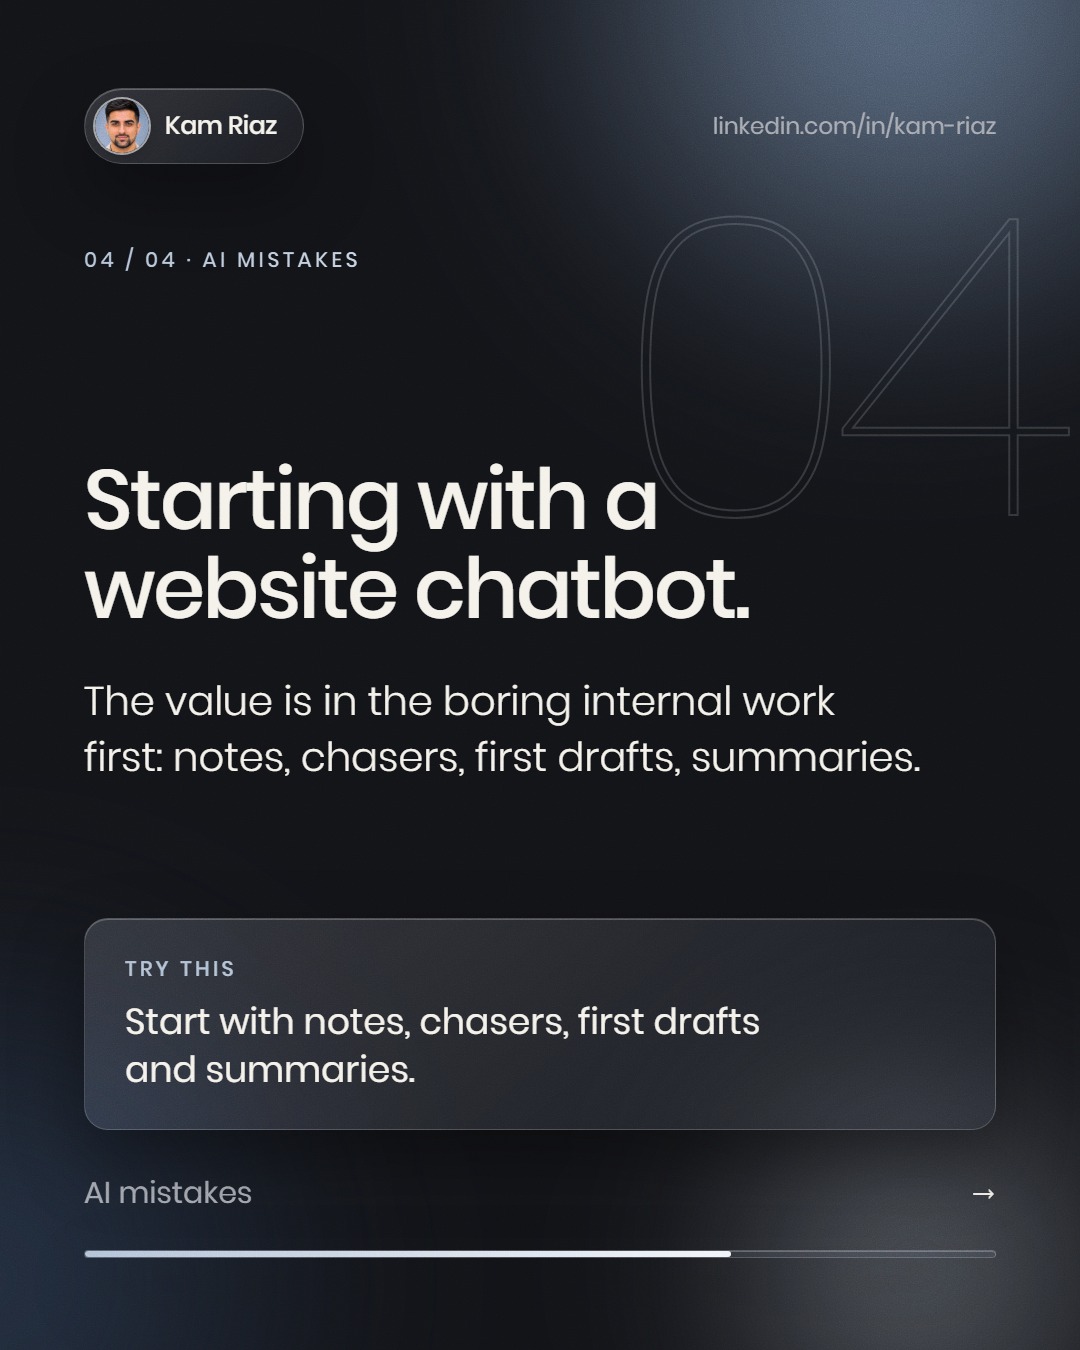 Kam Riaz
linkedin.com/in/kam-riaz
04 / 04 · AI MISTAKES
04
Starting with a
website chatbot.
The value is in the boring internal work
first: notes, chasers, first drafts, summaries.
TRY THIS
Start with notes, chasers, first drafts
and summaries.
AI mistakes
→